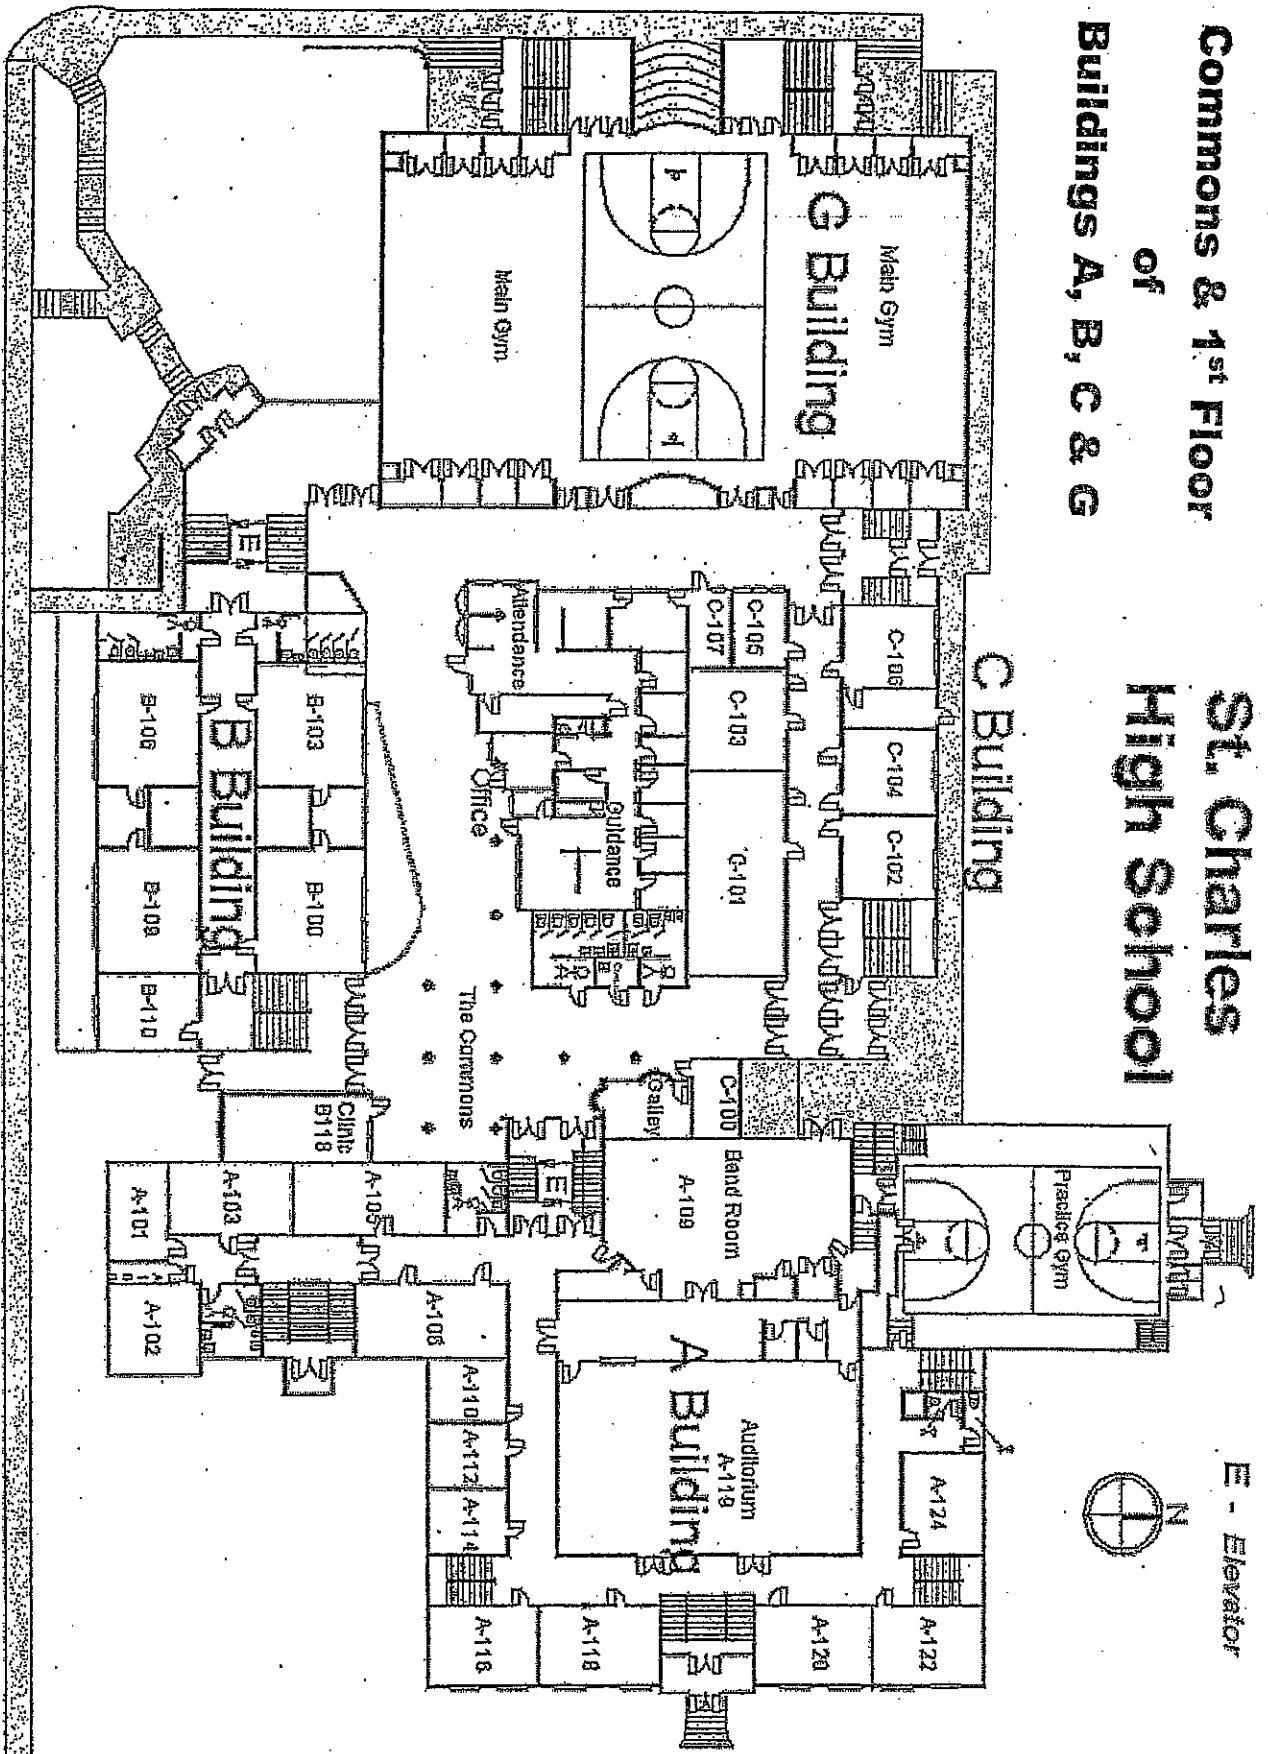 Commons & 1st Floor
of
Buildings A, B, C & G
St. Charles
High School
E - Elevator
N
C Building
G Building
Main Gym
Main Gym
Practice Gym
C-106
C-104
C-102
C-105
C-107
C-103
C-101
C-100
Attendance
Office
Guidance
Galley
The Commons
E
E
B Building
B-103
B-100
B-106
B-109
B-110
Clinic
B118
Band Room
A-109
A Building
Auditorium
A-119
A-101
A-103
A-105
A-102
A-106
A-110
A-112
A-114
A-116
A-118
A-120
A-122
A-124